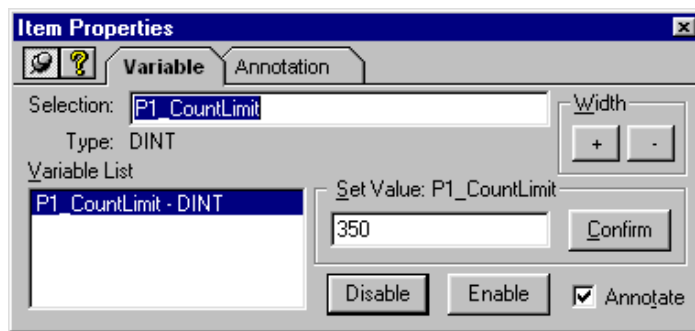 Item Properties
Variable Annotation
Selection: P1_CountLimit
Width
Type: DINT
+ -
Variable List
P1_CountLimit - DINT
Set Value: P1_CountLimit
350 Confirm
Disable Enable Annotate